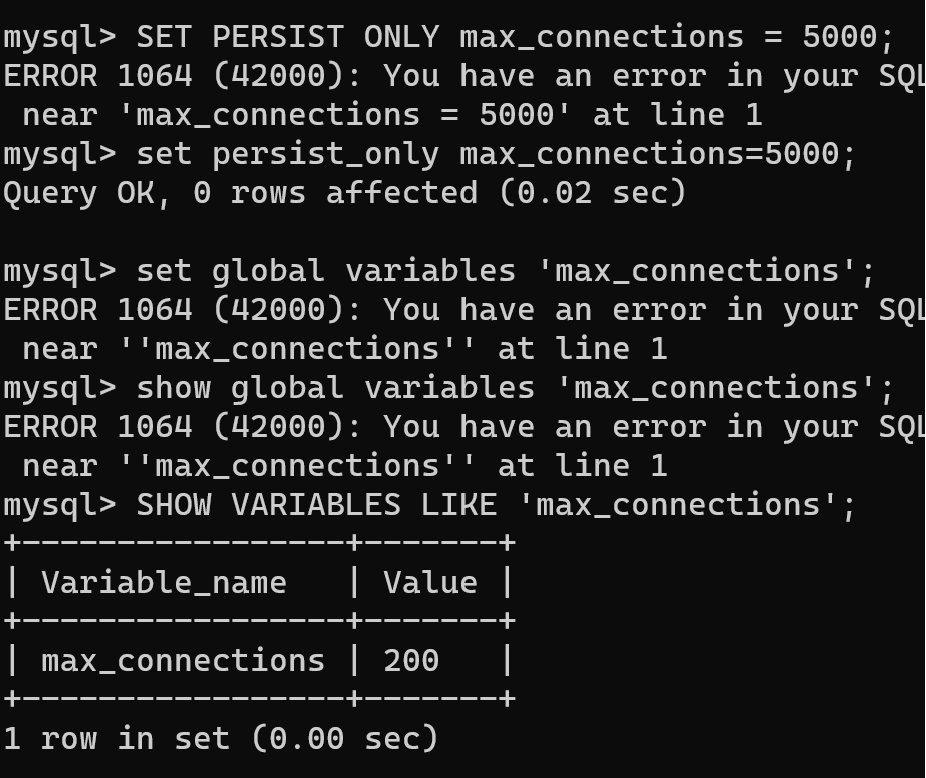 mysql> SET PERSIST ONLY max_connections = 5000;
ERROR 1064 (42000): You have an error in your SQL
 near 'max_connections = 5000' at line 1
mysql> set persist_only max_connections=5000;
Query OK, 0 rows affected (0.02 sec)

mysql> set global variables 'max_connections';
ERROR 1064 (42000): You have an error in your SQL
 near ''max_connections'' at line 1
mysql> show global variables 'max_connections';
ERROR 1064 (42000): You have an error in your SQL
 near ''max_connections'' at line 1
mysql> SHOW VARIABLES LIKE 'max_connections';
+-----------------+-------+
| Variable_name   | Value |
+-----------------+-------+
| max_connections | 200   |
+-----------------+-------+
1 row in set (0.00 sec)